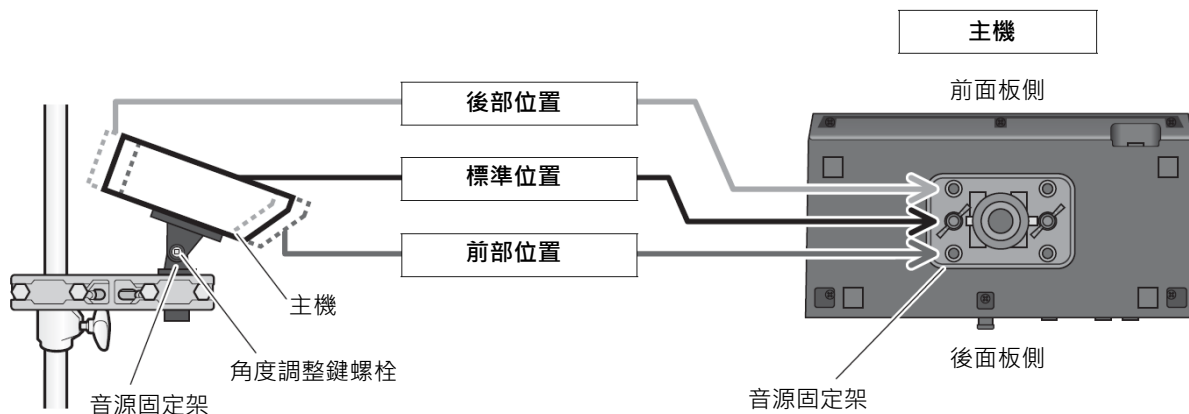 主機
前面板側
後部位置
標準位置
前部位置
主機
角度調整鍵螺栓
音源固定架
後面板側
音源固定架